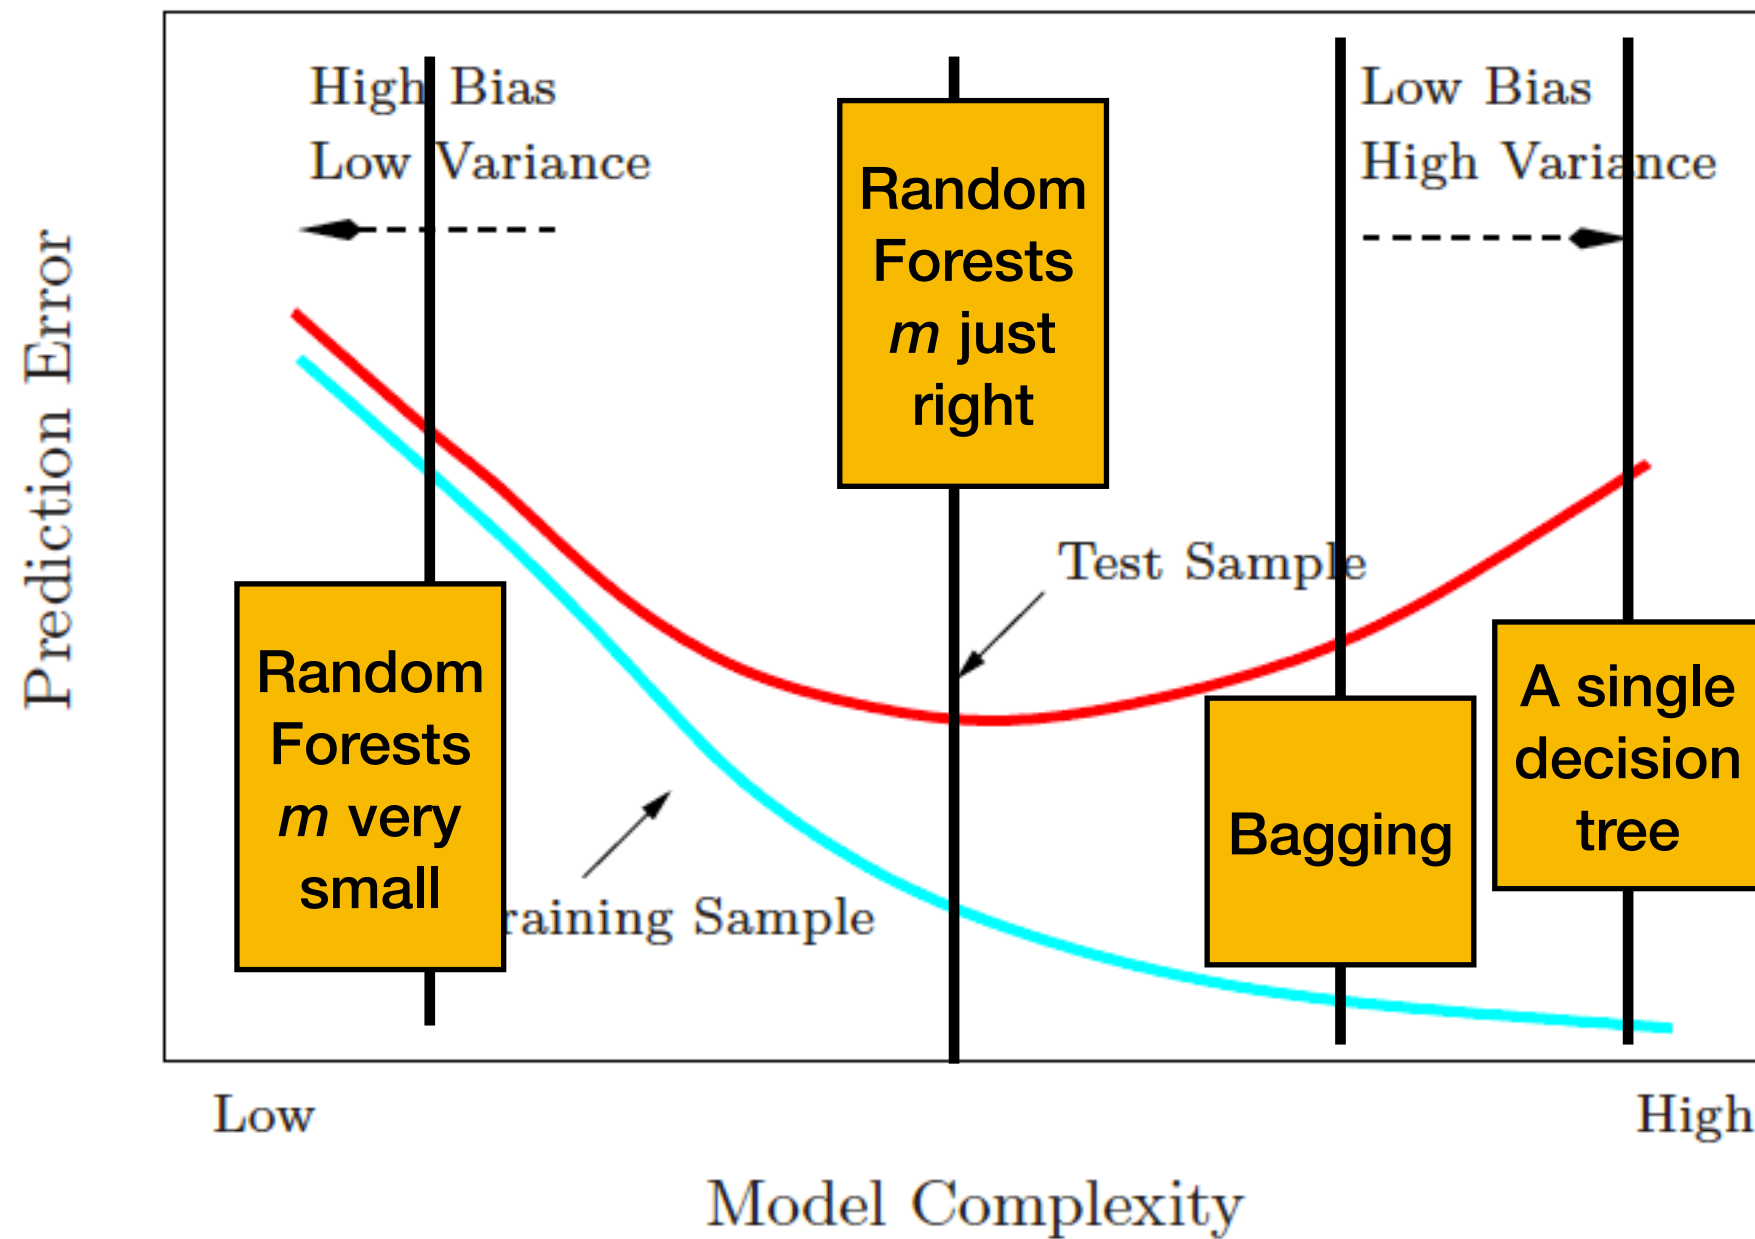 High Bias
Low Variance
Low Bias
High Variance
Random
Forests
m just
right
Prediction Error
Test Sample
Random
Forests
m very
small
raining Sample
Bagging
A single
decision
tree
Low
High
Model Complexity